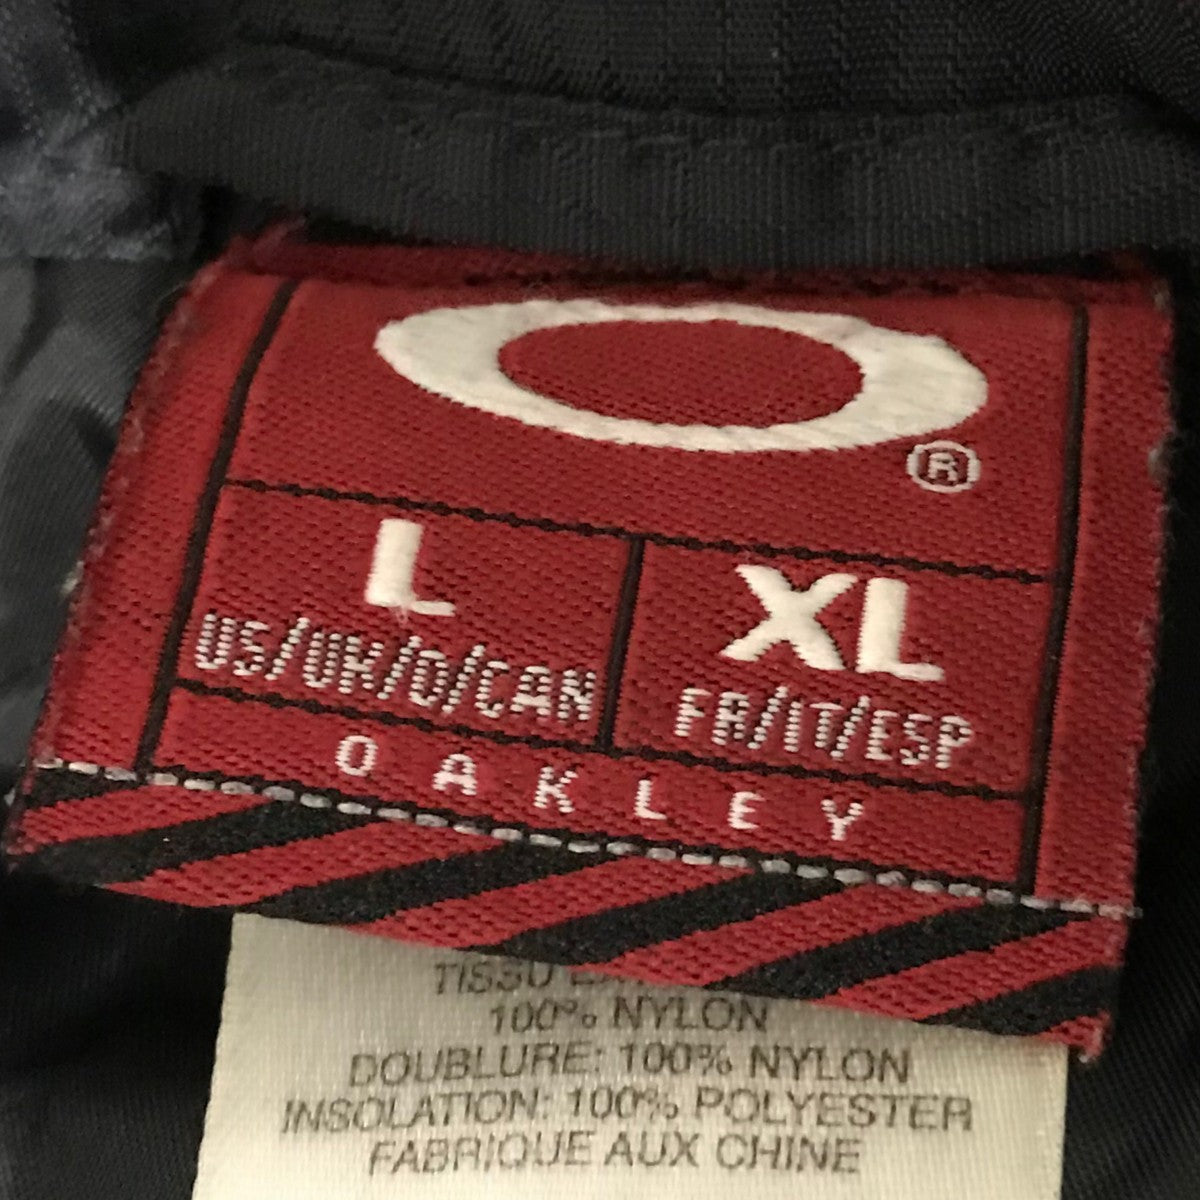 ®
L XL
US/UK/O/CAN FR/IT/ESP
OAKLEY
TISSU
100% NYLON
DOUBLURE: 100% NYLON
INSOLATION: 100% POLYESTER
FABRIQUE AUX CHINE